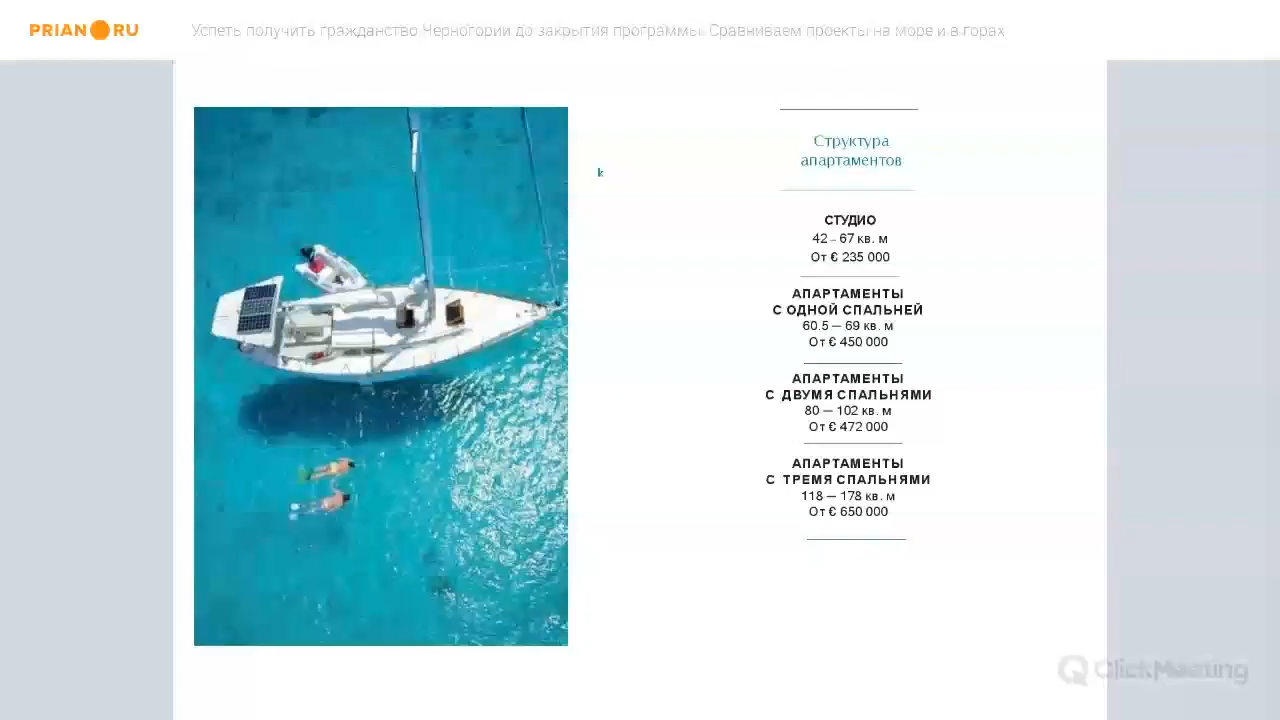 PRIAN RU
Успеть получить гражданство Черногории до закрытия программы. Сравниваем проекты на море и в горах
k
Структура
апартаментов
СТУДИО
42 – 67 кв. м
От € 235 000
АПАРТАМЕНТЫ
С ОДНОЙ СПАЛЬНЕЙ
60.5 — 69 кв. м
От € 450 000
АПАРТАМЕНТЫ
С ДВУМЯ СПАЛЬНЯМИ
80 — 102 кв. м
От € 472 000
АПАРТАМЕНТЫ
С ТРЕМЯ СПАЛЬНЯМИ
118 — 178 кв. м
От € 650 000
ClickMeeting